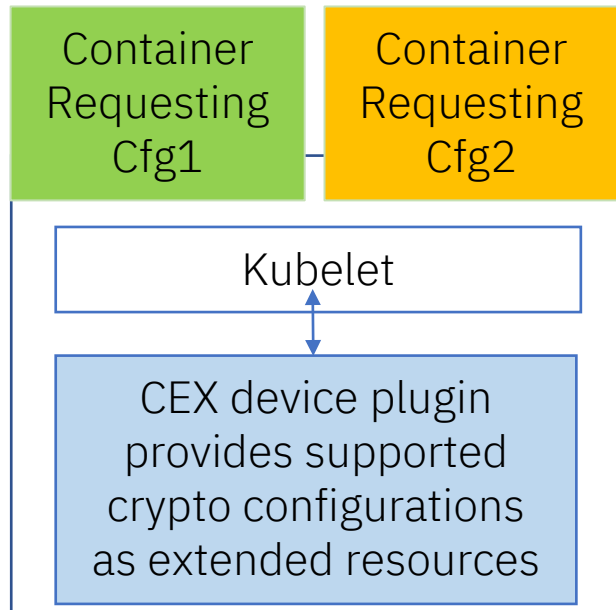 Container
Requesting
Cfg1
Container
Requesting
Cfg2
Kubelet
CEX device plugin
provides supported
crypto configurations
as extended resources